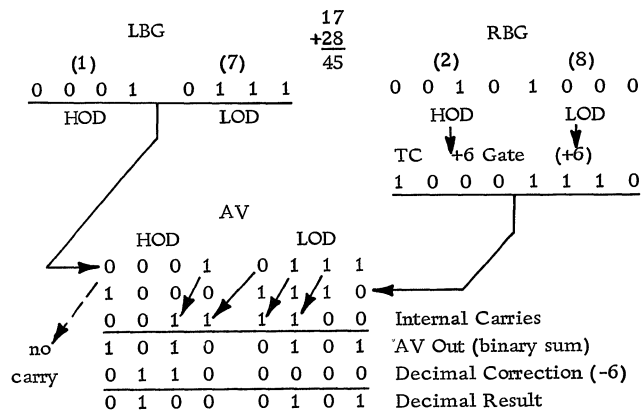 LBG
17
+28
45
RBG
(1) (7)
0 0 0 1 0 1 1 1
HOD LOD
(2) (8)
0 0 1 0 1 0 0 0
HOD LOD
TC +6 Gate (+6)
1 0 0 0 1 1 1 0
AV
HOD LOD
0 0 0 1 0 1 1 1
1 0 0 0 1 1 1 0
0 0 1 1 1 1 0 0 Internal Carries
no carry
1 0 1 0 0 1 0 1 AV Out (binary sum)
0 1 1 0 0 0 0 0 Decimal Correction (-6)
0 1 0 0 0 1 0 1 Decimal Result